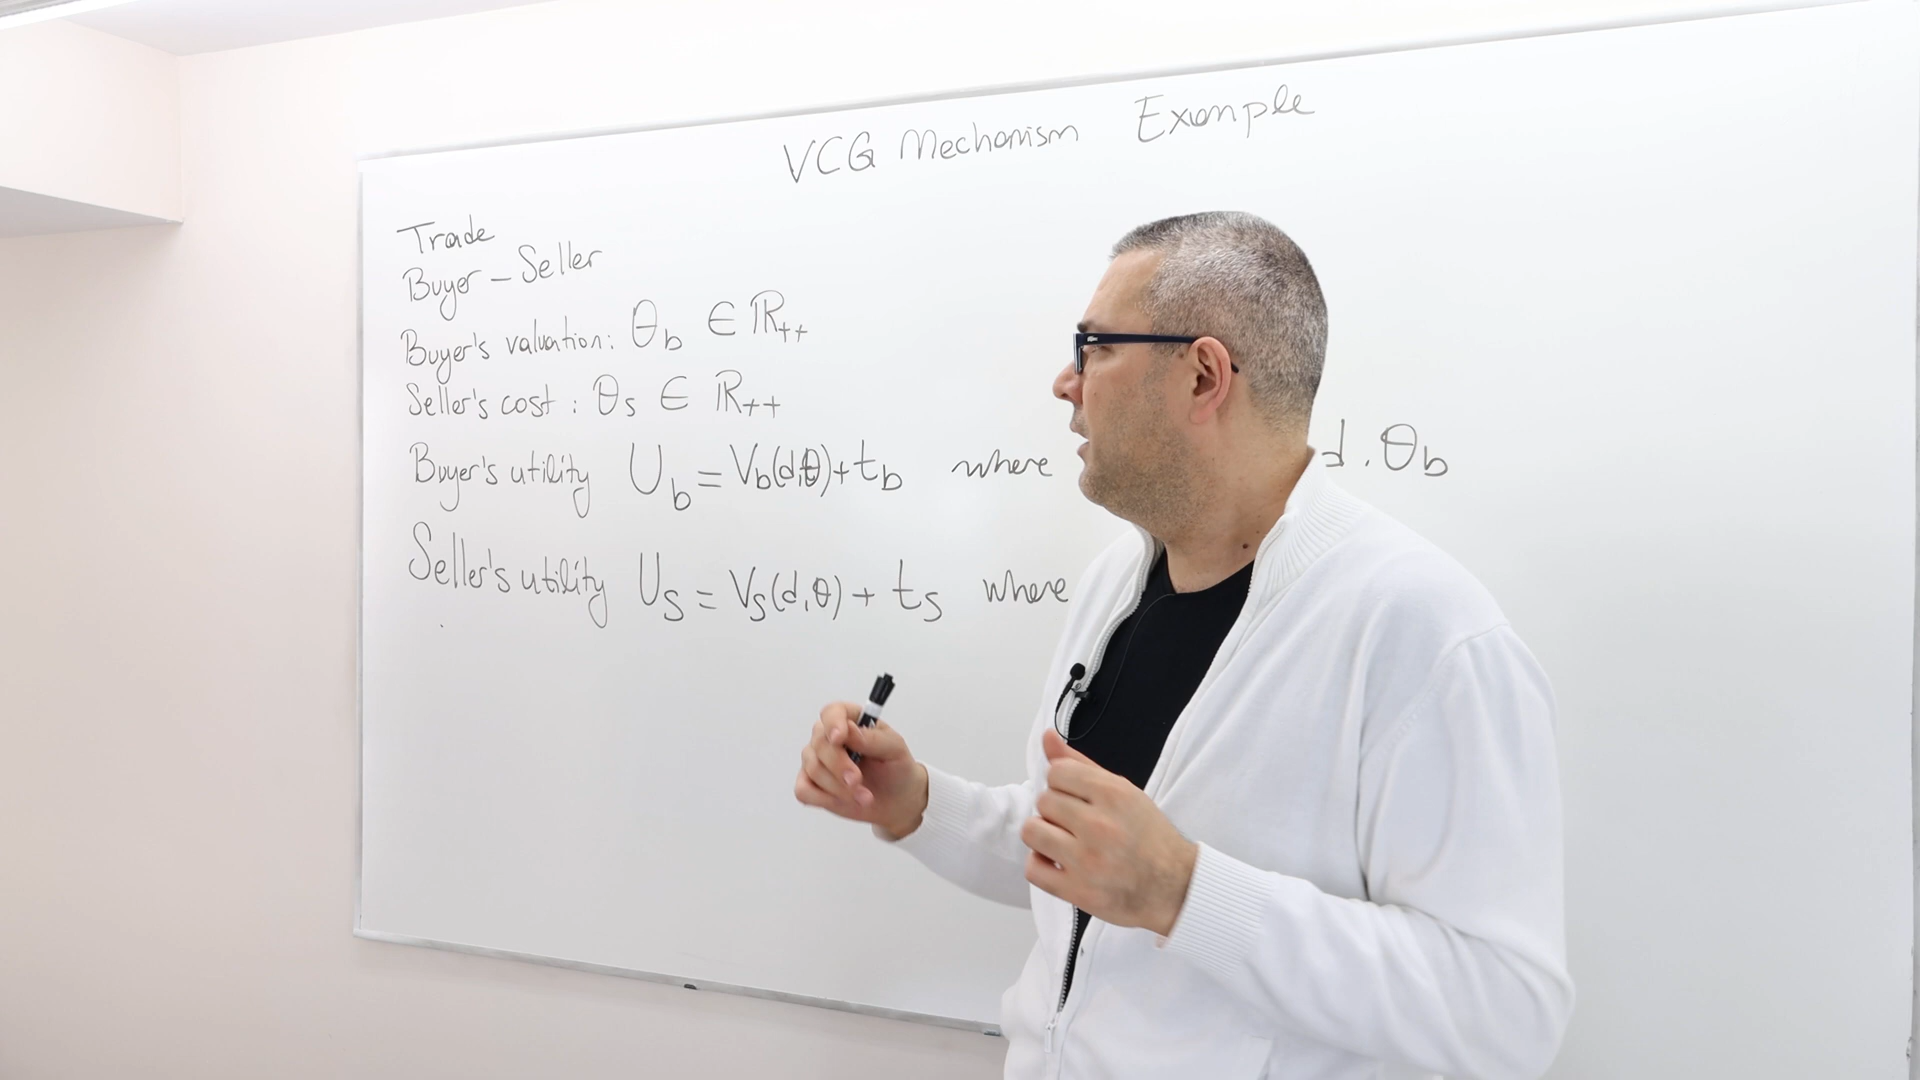 VCG Mechanism Example
Trade
Buyer - Seller
Buyer's valuation: θb ∈ ℝ++
Seller's cost : θs ∈ ℝ++
Buyer's utility Ub = Vb(d,θ)+tb where d . θb
Seller's utility Us = Vs(d,θ) + ts where